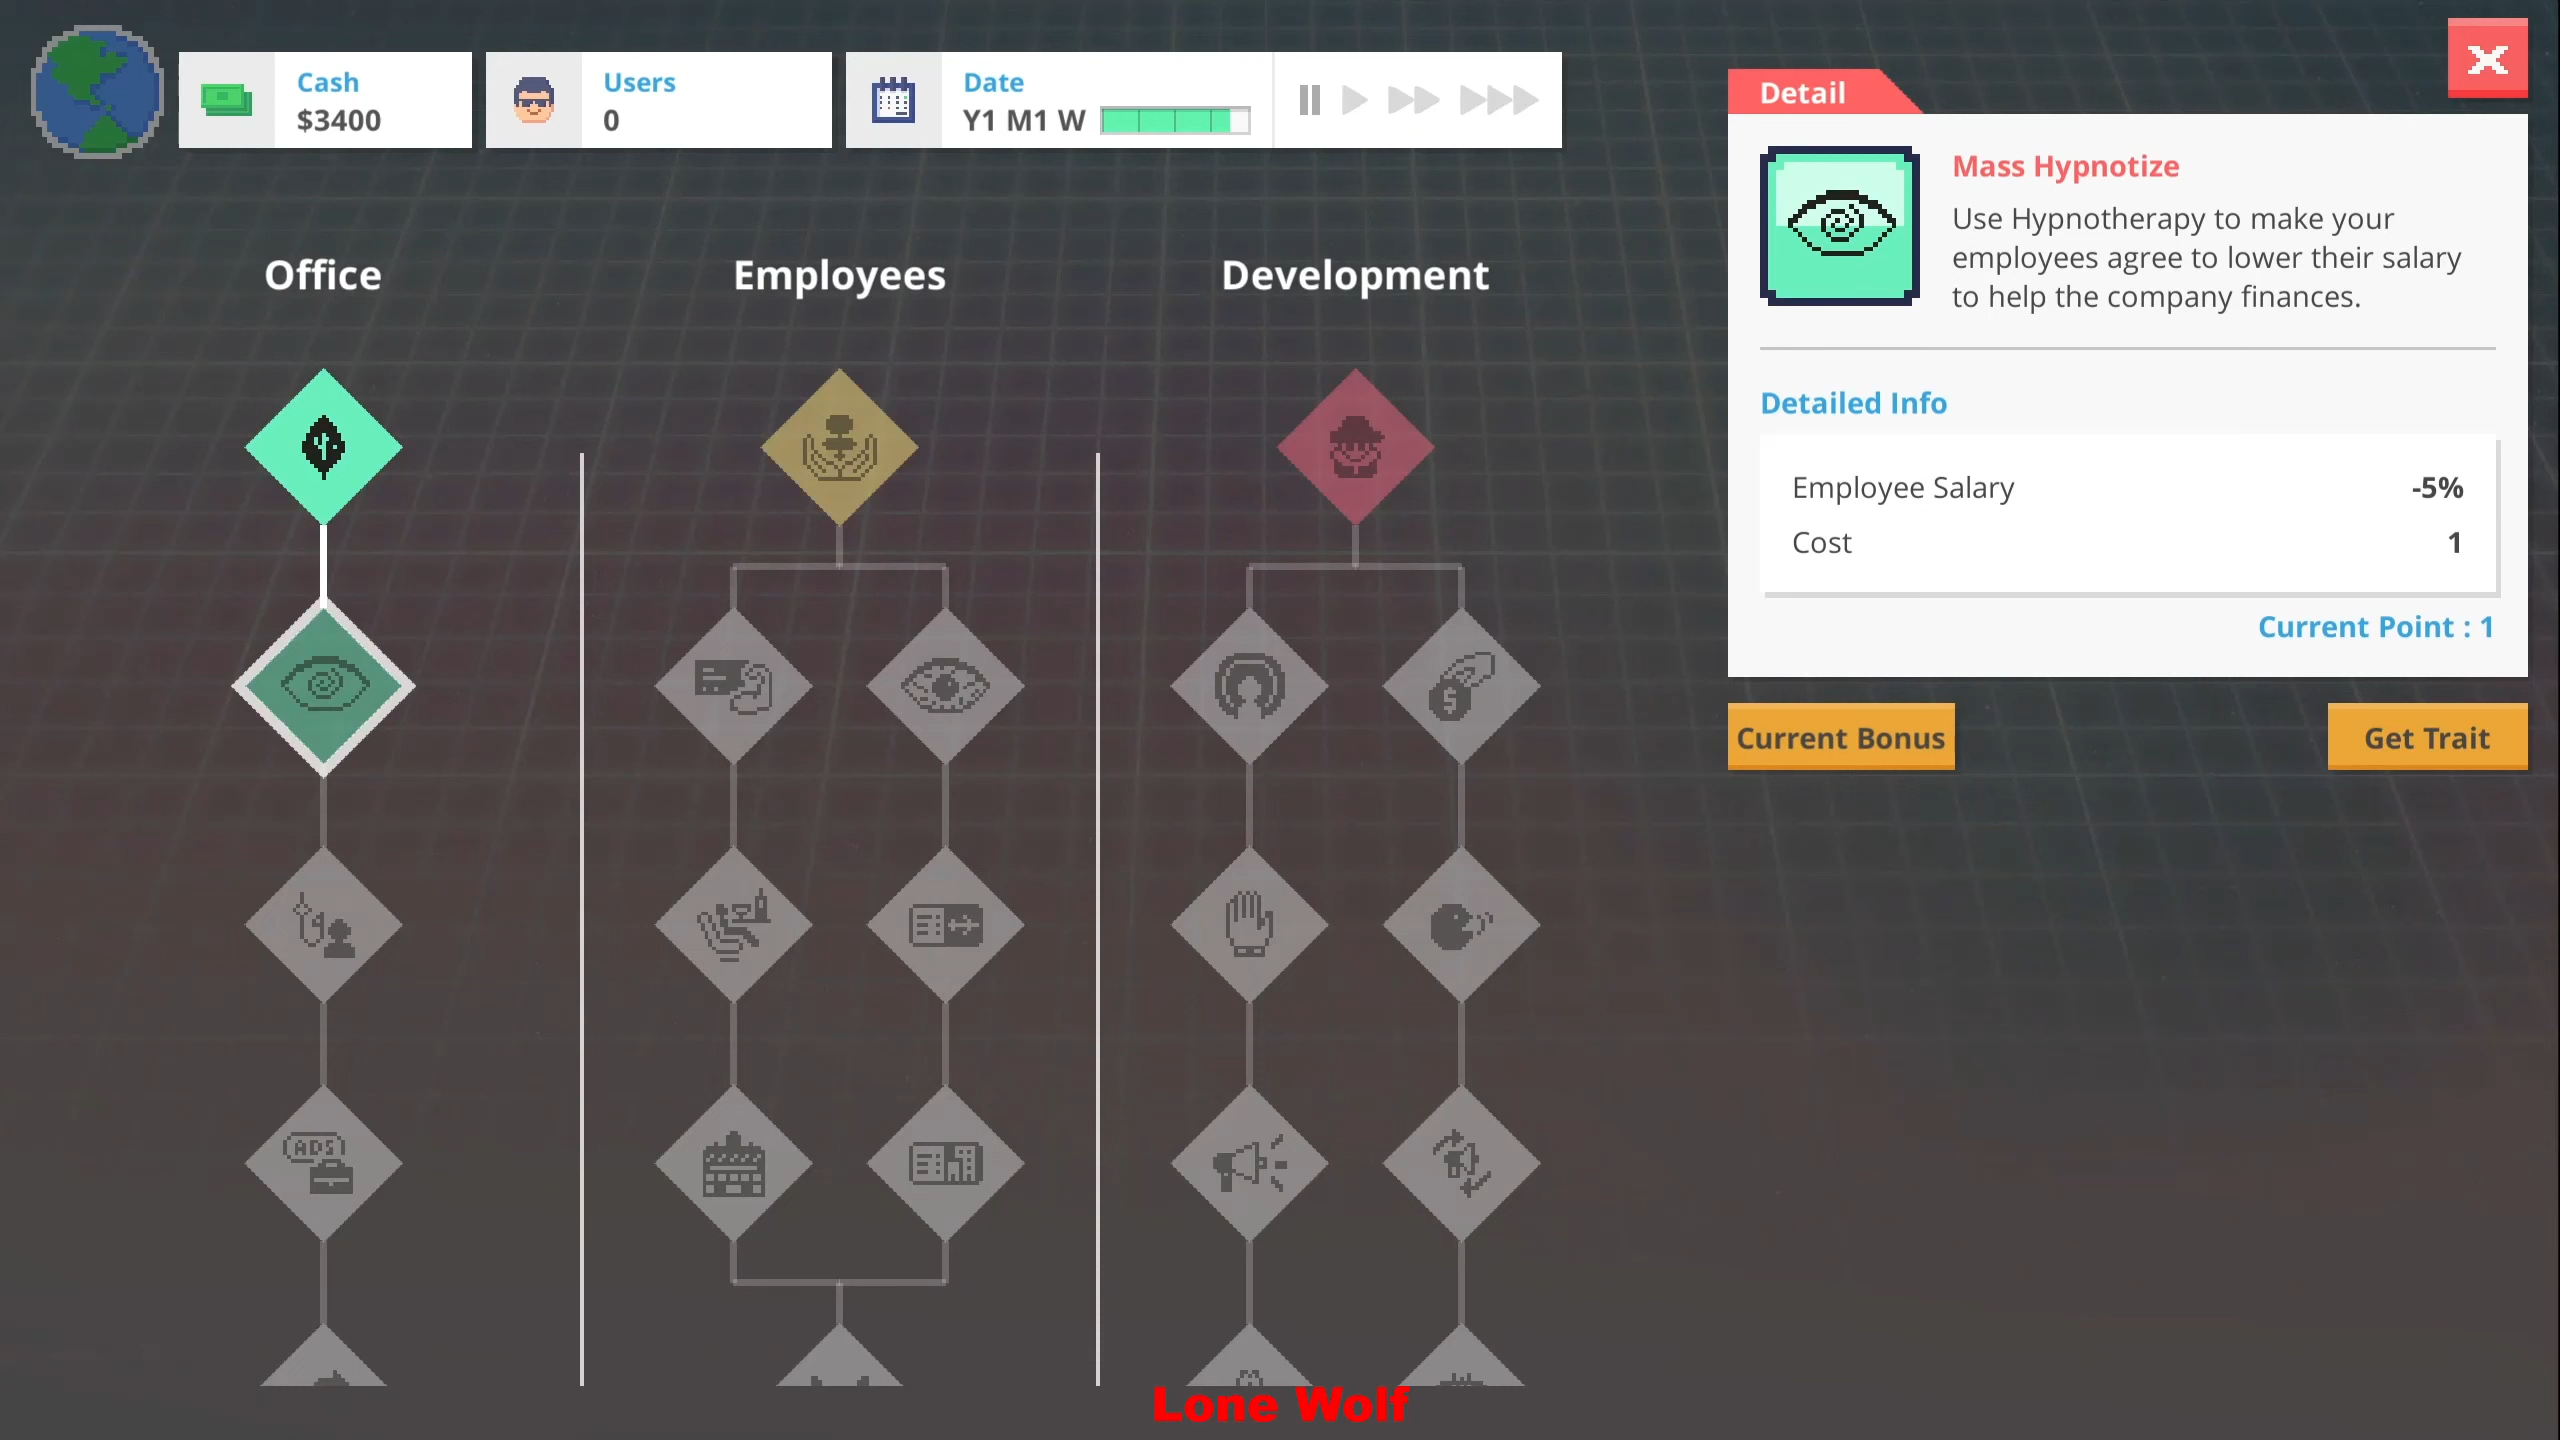 Cash
$3400
Users
0
Date
Y1 M1 W
Detail
Mass Hypnotize
Use Hypnotherapy to make your
employees agree to lower their salary
to help the company finances.
Office
Employees
Development
Detailed Info
Employee Salary -5%
Cost 1
Current Point : 1
Current Bonus
Get Trait
ADS
Lone Wolf